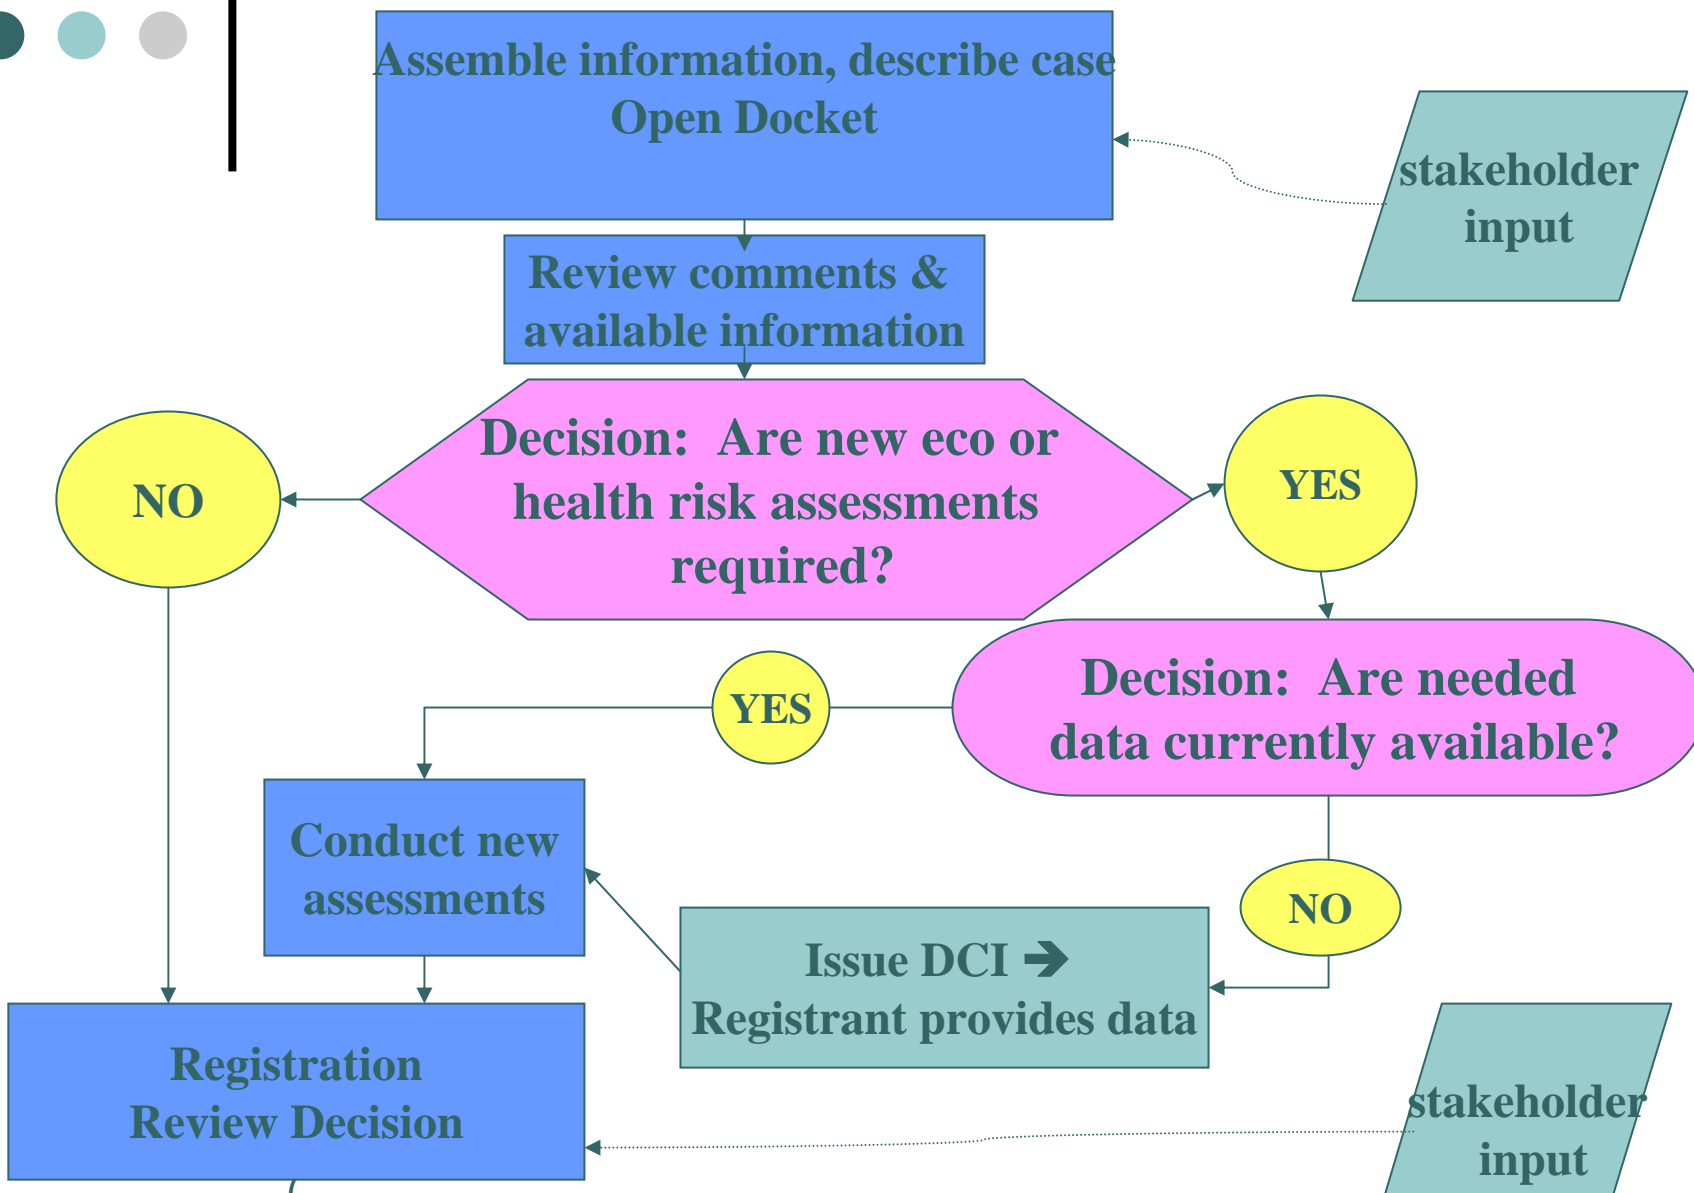 Assemble information, describe case
Open Docket
stakeholder
input
Review comments &
available information
Decision:  Are new eco or
health risk assessments
required?
NO
YES
Decision:  Are needed
data currently available?
YES
Conduct new
assessments
NO
Issue DCI ➔
Registrant provides data
Registration
Review Decision
stakeholder
input